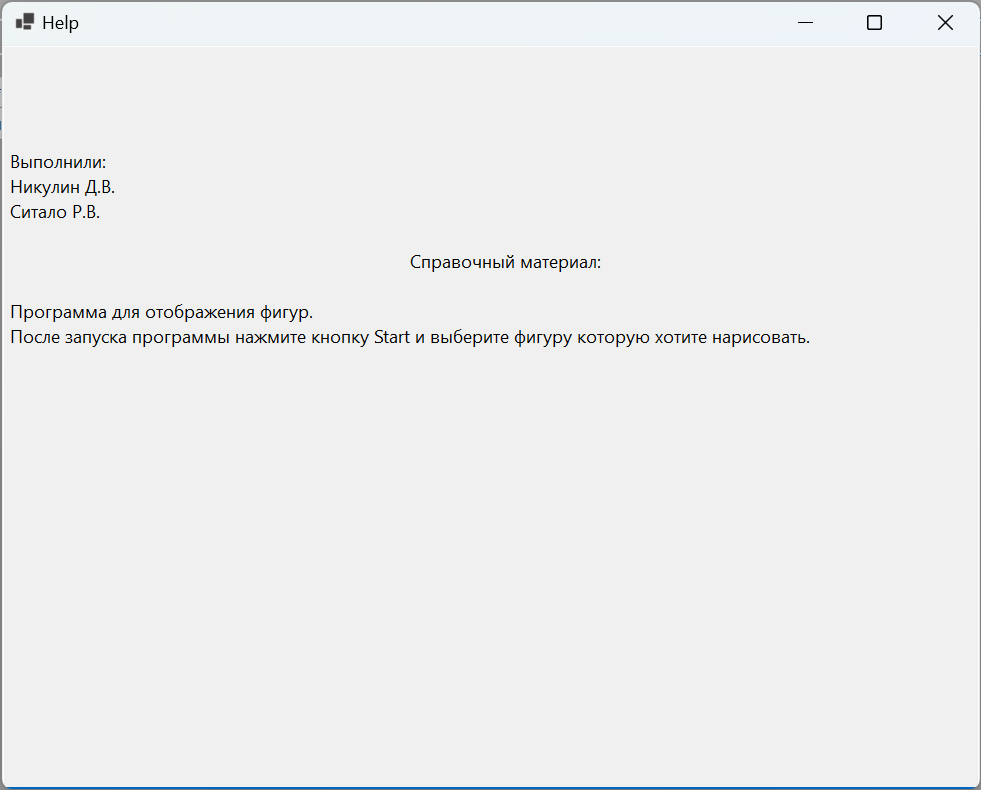 Help
Выполнили:
Никулин Д.В.
Ситало Р.В.
Справочный материал:
Программа для отображения фигур.
После запуска программы нажмите кнопку Start и выберите фигуру которую хотите нарисовать.